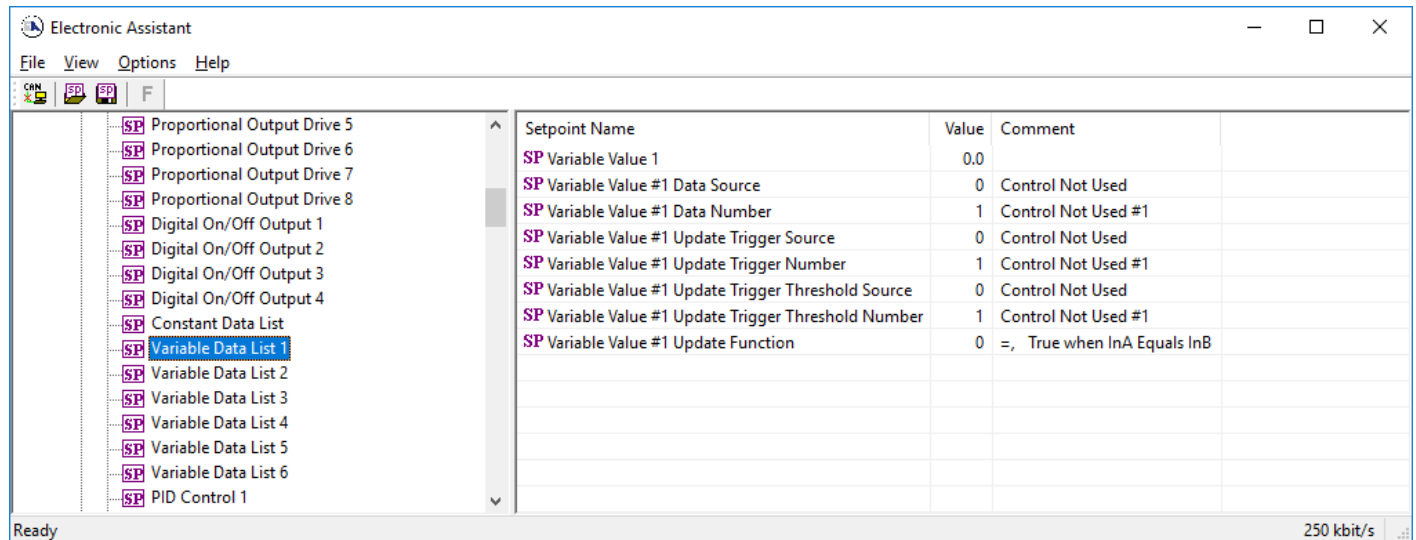 Electronic Assistant
File View Options Help
CAN SP SP F
SP Proportional Output Drive 5
SP Proportional Output Drive 6
SP Proportional Output Drive 7
SP Proportional Output Drive 8
SP Digital On/Off Output 1
SP Digital On/Off Output 2
SP Digital On/Off Output 3
SP Digital On/Off Output 4
SP Constant Data List
SP Variable Data List 1
SP Variable Data List 2
SP Variable Data List 3
SP Variable Data List 4
SP Variable Data List 5
SP Variable Data List 6
SP PID Control 1
Setpoint Name Value Comment
SP Variable Value 1 0.0
SP Variable Value #1 Data Source 0 Control Not Used
SP Variable Value #1 Data Number 1 Control Not Used #1
SP Variable Value #1 Update Trigger Source 0 Control Not Used
SP Variable Value #1 Update Trigger Number 1 Control Not Used #1
SP Variable Value #1 Update Trigger Threshold Source 0 Control Not Used
SP Variable Value #1 Update Trigger Threshold Number 1 Control Not Used #1
SP Variable Value #1 Update Function 0 =, True when InA Equals InB
Ready 250 kbit/s